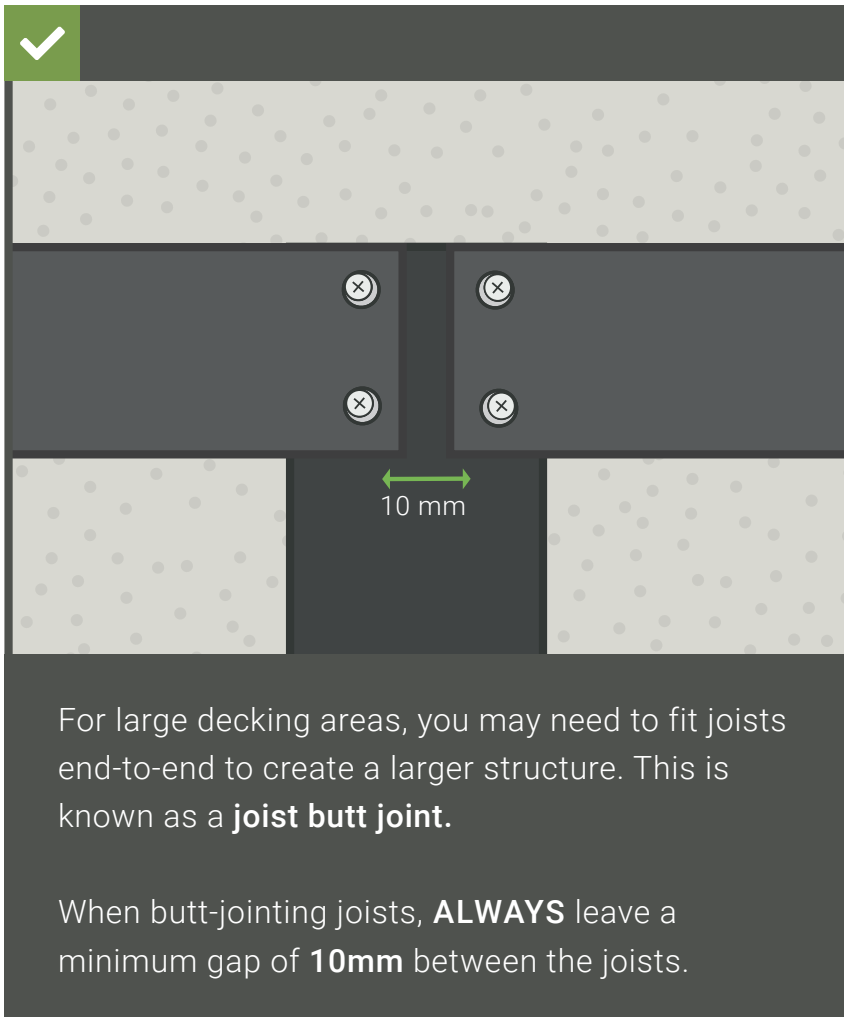 10 mm
For large decking areas, you may need to fit joists
end-to-end to create a larger structure. This is
known as a joist butt joint.
When butt-jointing joists, ALWAYS leave a
minimum gap of 10mm between the joists.